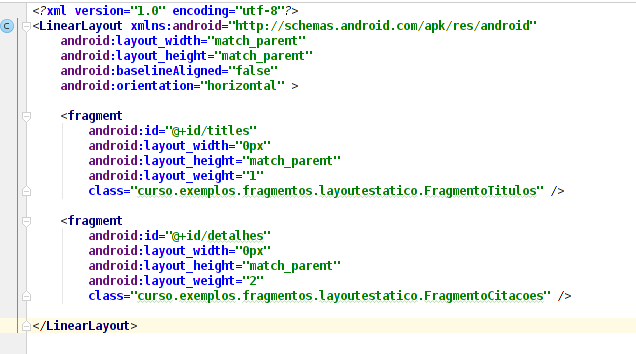 <?xml version="1.0" encoding="utf-8"?>
C
<LinearLayout xmlns:android="http://schemas.android.com/apk/res/android"
    android:layout_width="match_parent"
    android:layout_height="match_parent"
    android:baselineAligned="false"
    android:orientation="horizontal" >
    <fragment
        android:id="@+id/titles"
        android:layout_width="0px"
        android:layout_height="match_parent"
        android:layout_weight="1"
        class="curso.exemplos.fragmentos.layoutestatico.FragmentoTitulos" />
    <fragment
        android:id="@+id/detalhes"
        android:layout_width="0px"
        android:layout_height="match_parent"
        android:layout_weight="2"
        class="curso.exemplos.fragmentos.layoutestatico.FragmentoCitacoes" />
</LinearLayout>